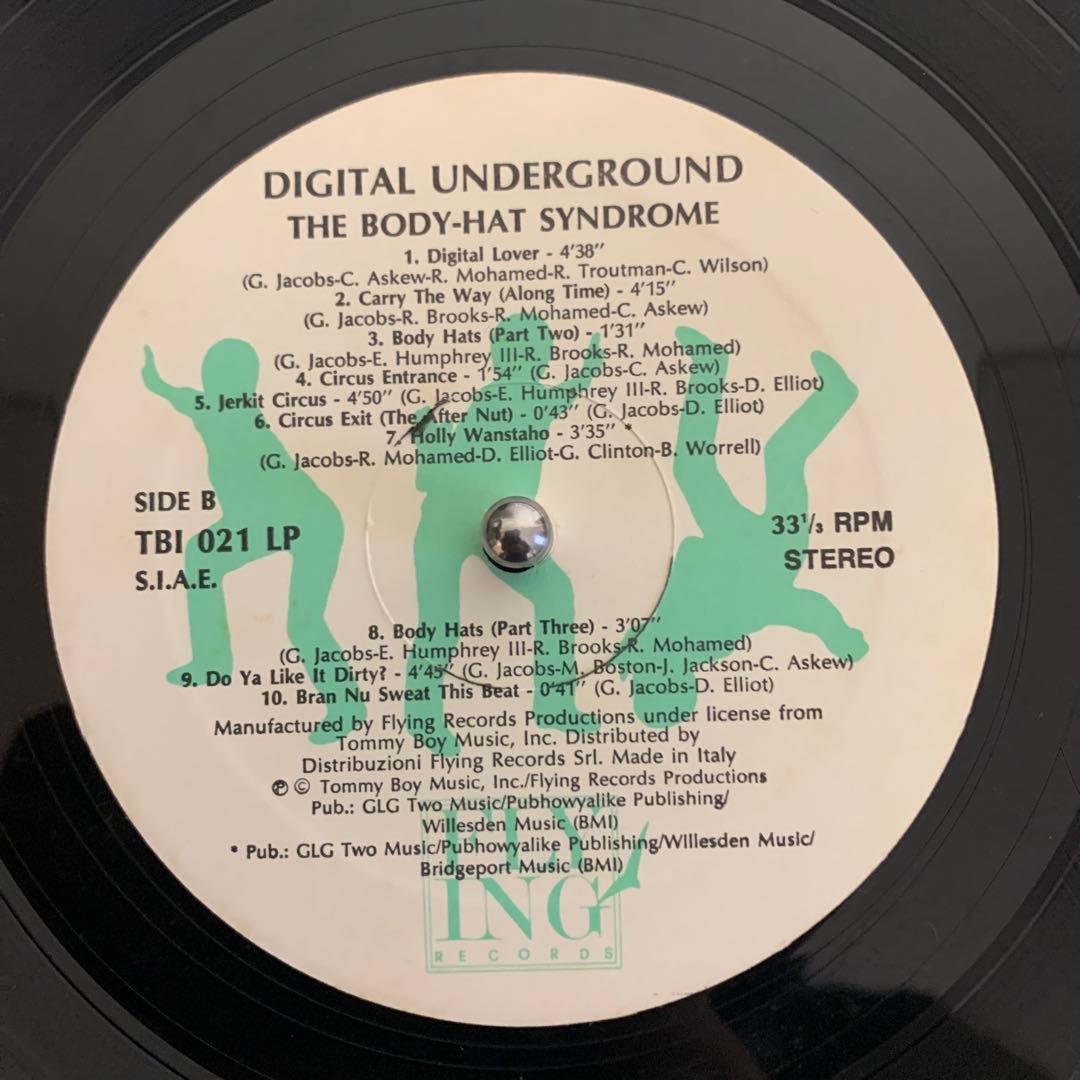 DIGITAL UNDERGROUND
THE BODY-HAT SYNDROME
1. Digital Lover - 4'38"
(G. Jacobs-C. Askew-R. Mohamed-R. Troutman-C. Wilson)
2. Carry The Way (Along Time) - 4'15"
(G. Jacobs-R. Brooks-R. Mohamed-C. Askew)
3. Body Hats (Part Two) - 1'31"
(G. Jacobs-E. Humphrey III-R. Brooks-R. Mohamed)
4. Circus Entrance - 1'54" (G. Jacobs-C. Askew)
5. Jerkit Circus - 4'50" (G. Jacobs-E. Humphrey III-R. Brooks-D. Elliot)
6. Circus Exit (The After Nut) - 0'43" (G. Jacobs-D. Elliot)
7. Holly Wanstaho - 3'35" *
(G. Jacobs-R. Mohamed-D. Elliot-G. Clinton-B. Worrell)
SIDE B
TBI 021 LP
S.I.A.E.
33 1/3 RPM
STEREO
8. Body Hats (Part Three) - 3'07"
(G. Jacobs-E. Humphrey III-R. Brooks-R. Mohamed)
9. Do Ya Like It Dirty? - 4'45" (G. Jacobs-M. Boston-J. Jackson-C. Askew)
10. Bran Nu Sweat This Beat - 0'41" (G. Jacobs-D. Elliot)
Manufactured by Flying Records Productions under license from
Tommy Boy Music, Inc. Distributed by
Distribuzioni Flying Records Srl. Made in Italy
℗ © Tommy Boy Music, Inc./Flying Records Productions
Pub.: GLG Two Music/Pubhowyalike Publishing/
Willesden Music (BMI)
* Pub.: GLG Two Music/Pubhowyalike Publishing/Willesden Music/
Bridgeport Music (BMI)
FLY
ING
RECORDS